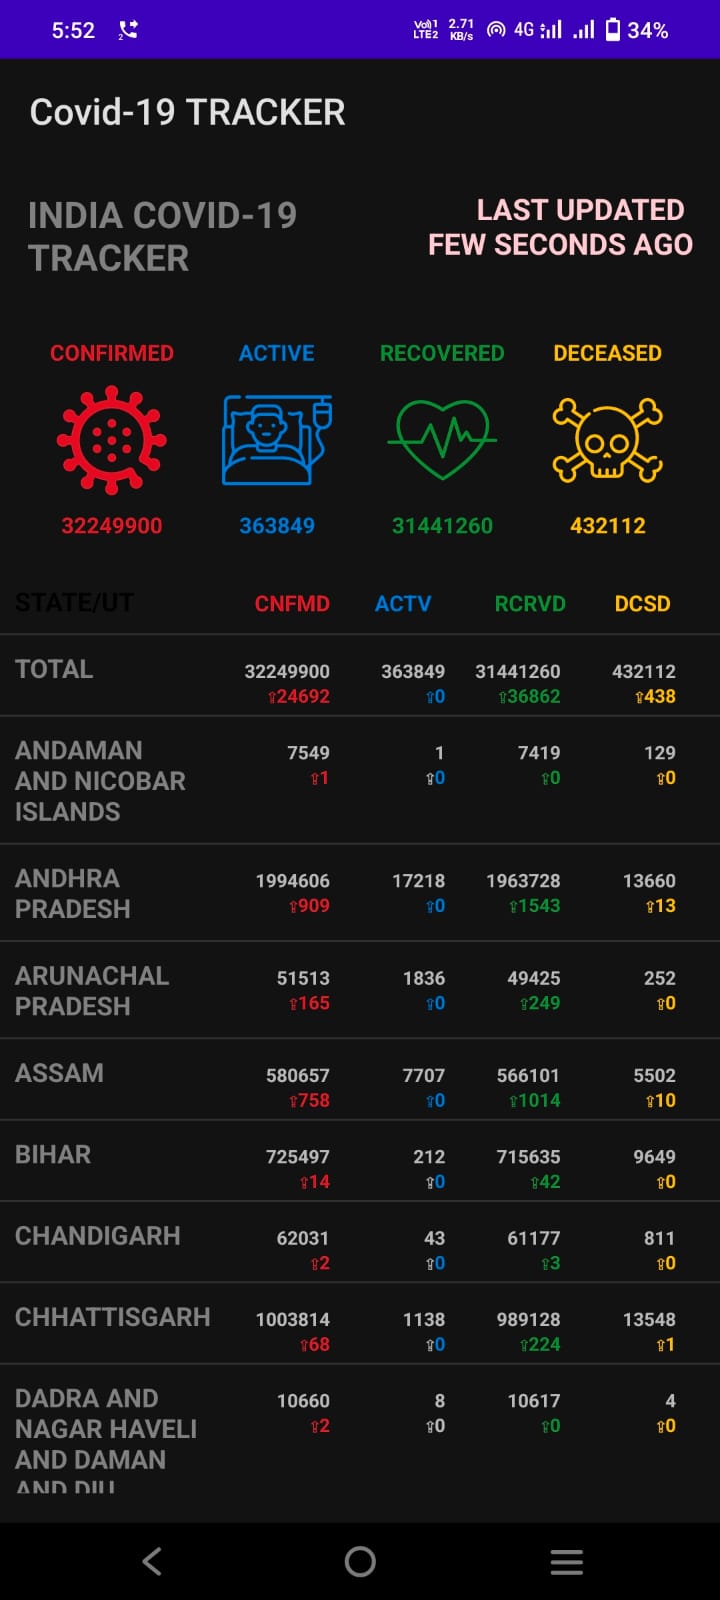 5:52
2
Vo))1
LTE2
2.71
KB/s
4G
34%
Covid-19 TRACKER
INDIA COVID-19
TRACKER
LAST UPDATED
FEW SECONDS AGO
CONFIRMED ACTIVE RECOVERED DECEASED
32249900 363849 31441260 432112
STATE/UT CNFMD ACTV RCRVD DCSD
TOTAL 32249900 363849 31441260 432112
⇧24692 ⇧0 ⇧36862 ⇧438
ANDAMAN 7549 1 7419 129
AND NICOBAR ⇧1 ⇧0 ⇧0 ⇧0
ISLANDS
ANDHRA 1994606 17218 1963728 13660
PRADESH ⇧909 ⇧0 ⇧1543 ⇧13
ARUNACHAL 51513 1836 49425 252
PRADESH ⇧165 ⇧0 ⇧249 ⇧0
ASSAM 580657 7707 566101 5502
⇧758 ⇧0 ⇧1014 ⇧10
BIHAR 725497 212 715635 9649
⇧14 ⇧0 ⇧42 ⇧0
CHANDIGARH 62031 43 61177 811
⇧2 ⇧0 ⇧3 ⇧0
CHHATTISGARH 1003814 1138 989128 13548
⇧68 ⇧0 ⇧224 ⇧1
DADRA AND 10660 8 10617 4
NAGAR HAVELI ⇧2 ⇧0 ⇧0 ⇧0
AND DAMAN
AND DIU